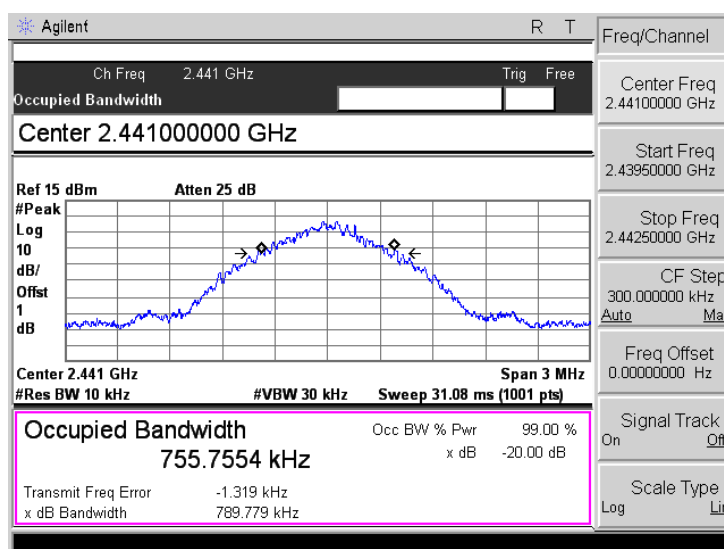 Agilent R T
Ch Freq 2.441 GHz Trig Free
Occupied Bandwidth
Center 2.441000000 GHz
Ref 15 dBm Atten 25 dB
#Peak
Log
10
dB/
Offst
1
dB
Center 2.441 GHz Span 3 MHz
#Res BW 10 kHz #VBW 30 kHz Sweep 31.08 ms (1001 pts)
Occupied Bandwidth Occ BW % Pwr 99.00 %
755.7554 kHz x dB -20.00 dB
Transmit Freq Error -1.319 kHz
x dB Bandwidth 789.779 kHz
Freq/Channel
Center Freq
2.44100000 GHz
Start Freq
2.43950000 GHz
Stop Freq
2.44250000 GHz
CF Step
300.000000 kHz
Auto Ma
Freq Offset
0.00000000 Hz
Signal Track
On Off
Scale Type
Log Lin